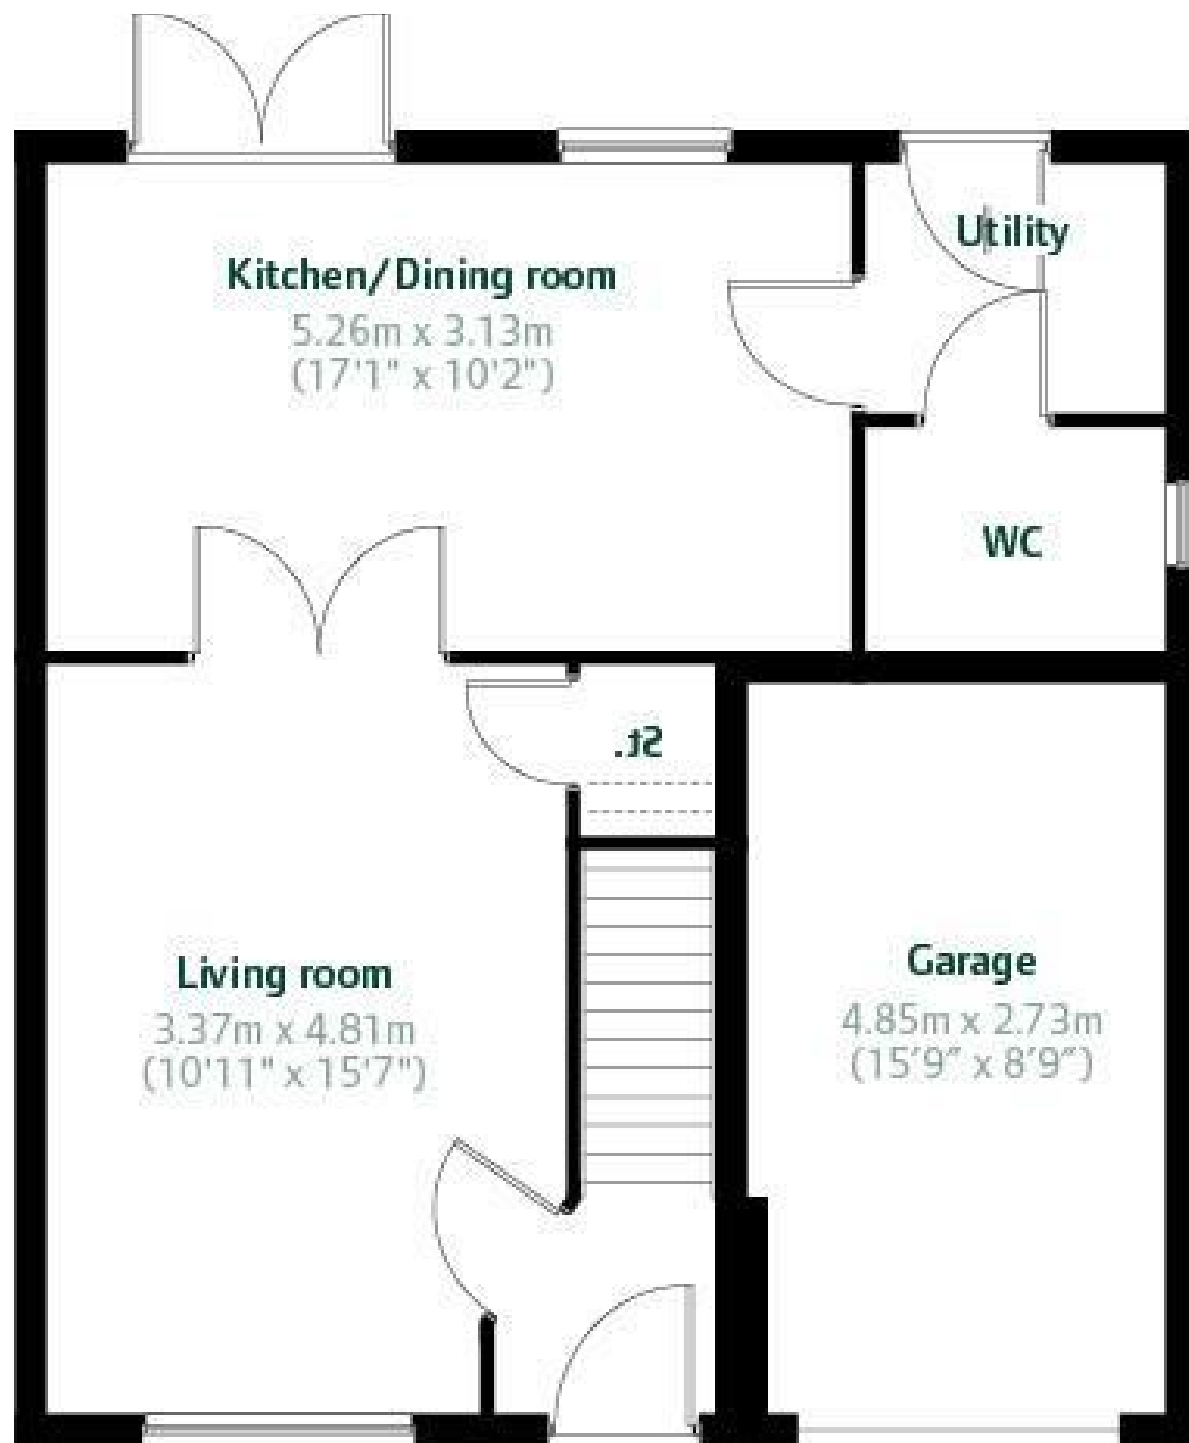 Utility
Kitchen/Dining room
5.26m x 3.13m
(17'1" x 10'2")
WC
St.
Living room
3.37m x 4.81m
(10'11" x 15'7")
Garage
4.85m x 2.73m
(15’9” x 8’9”)